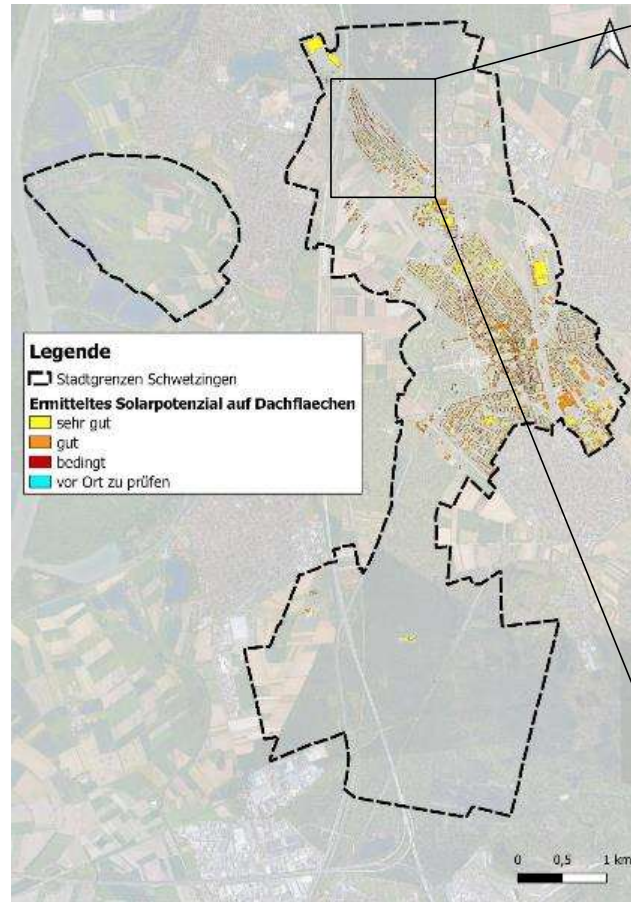 Legende
Stadtgrenzen Schwetzingen
Ermitteltes Solarpotenzial auf Dachflaechen
sehr gut
gut
bedingt
vor Ort zu prüfen
0 0,5 1 km